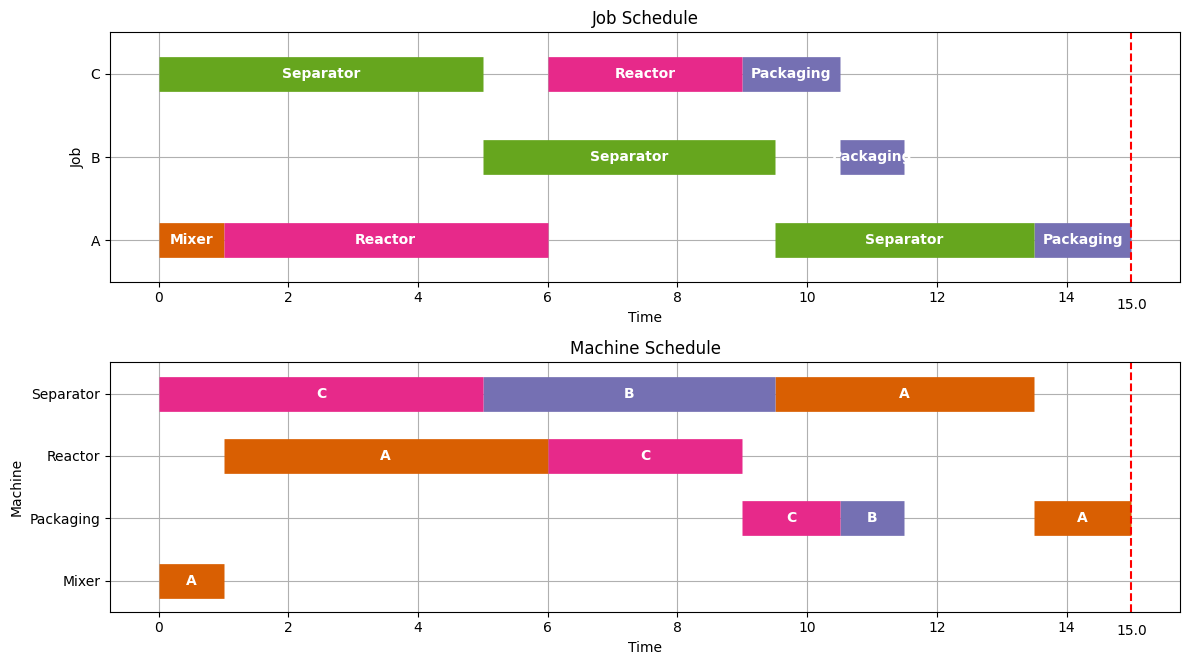 Job Schedule
C Separator Reactor Packaging
Job
B Separator Packaging
A Mixer Reactor Separator Packaging
0 2 4 6 8 10 12 14 15.0
Time
Machine Schedule
Separator C B A
Reactor A C
Machine
Packaging C B A
Mixer A
0 2 4 6 8 10 12 14 15.0
Time